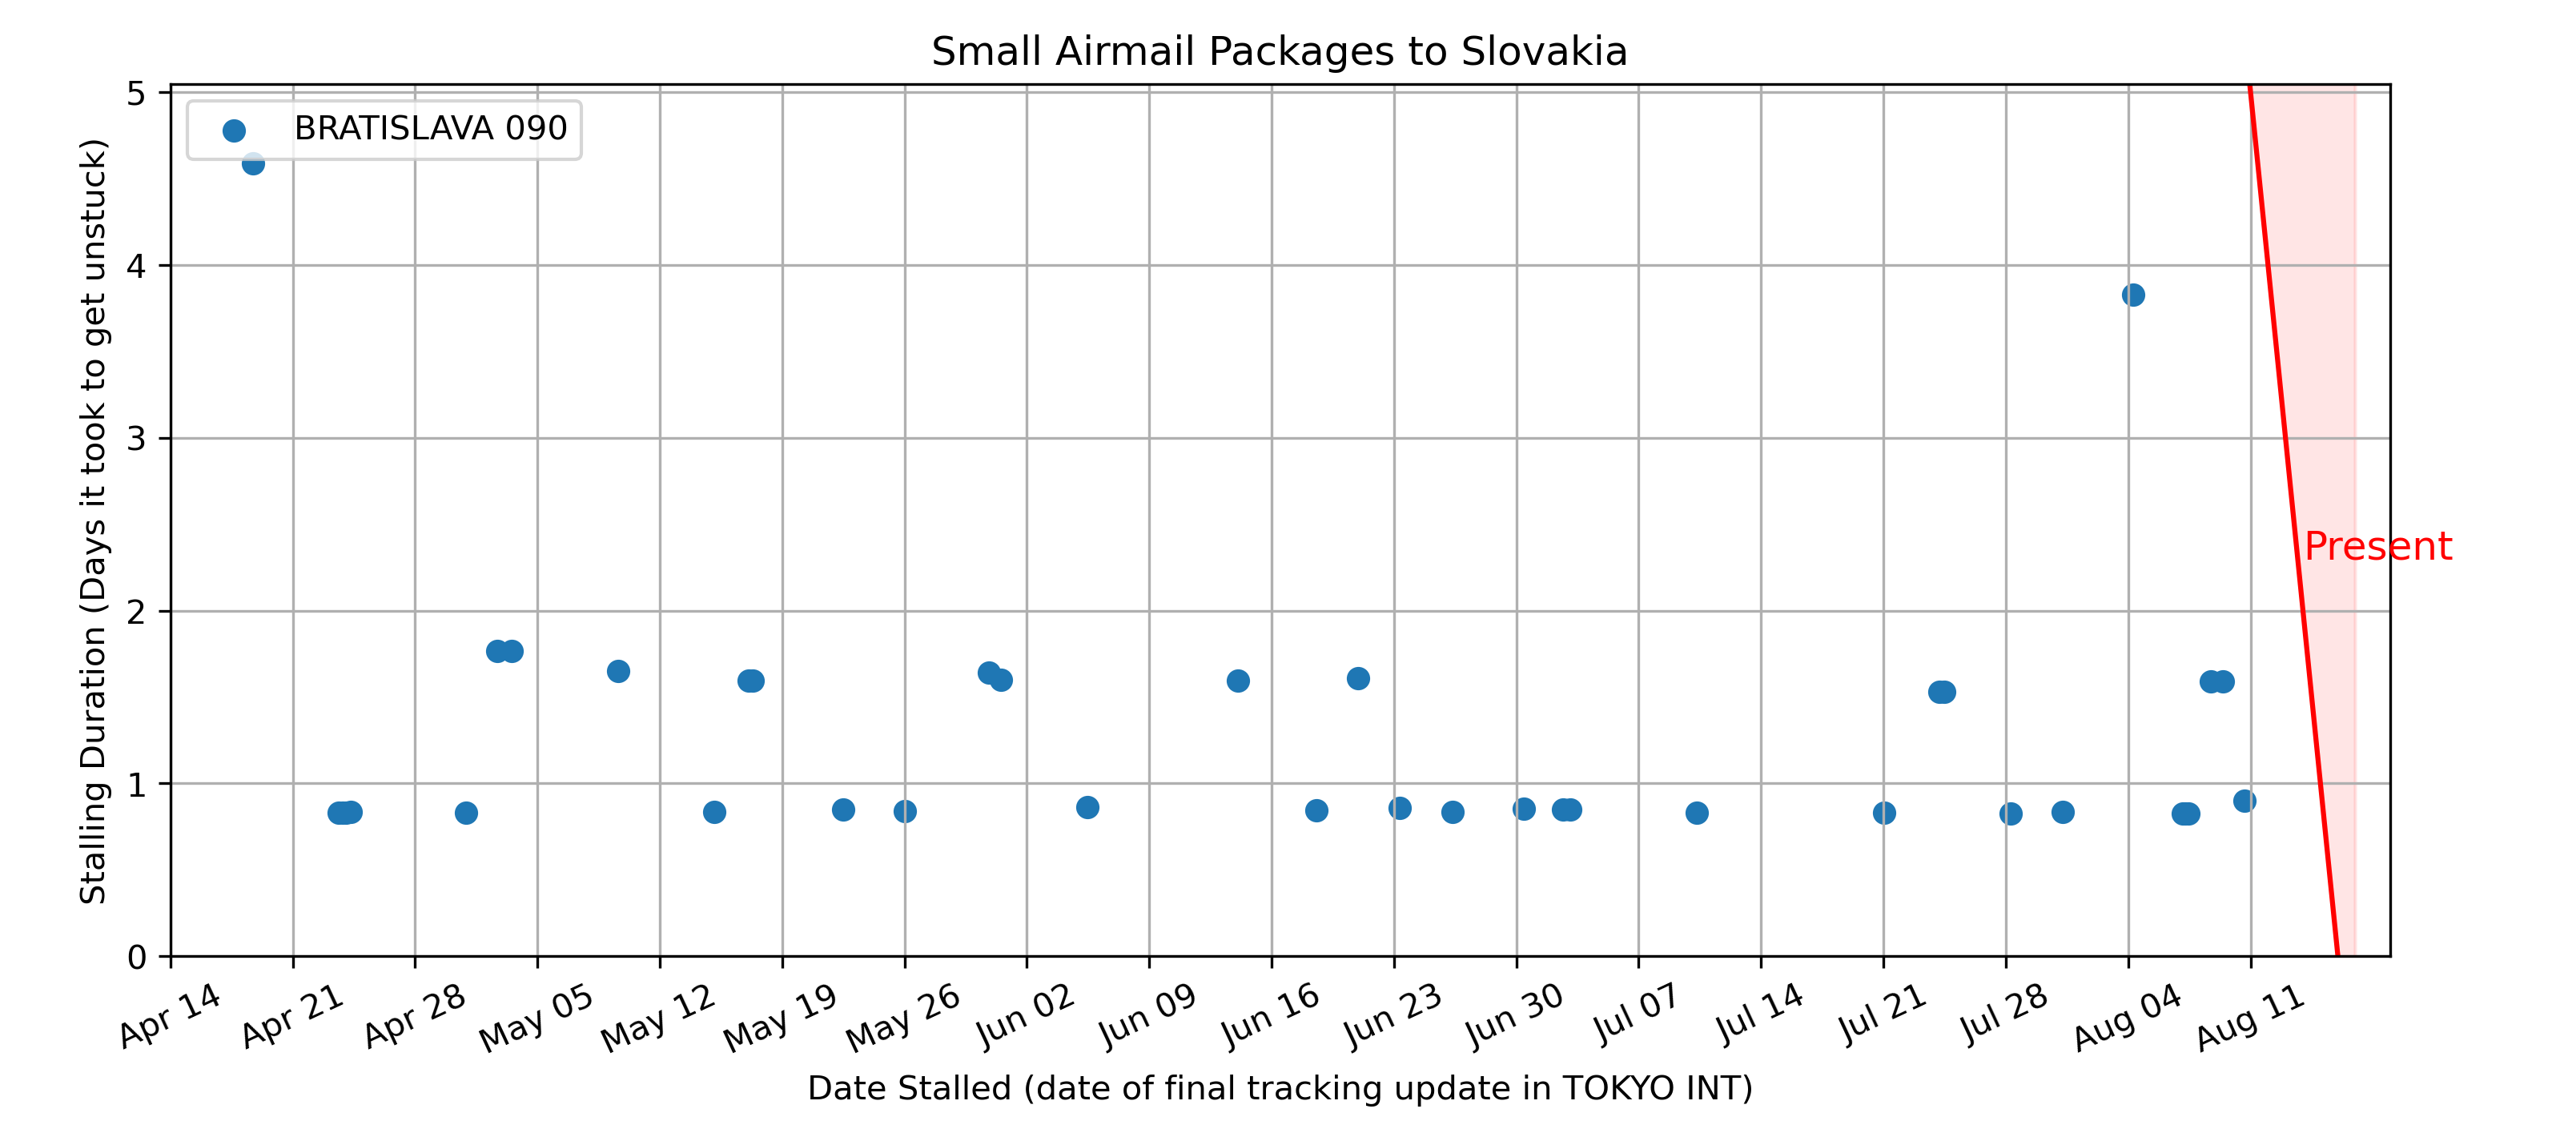 Small Airmail Packages to Slovakia
BRATISLAVA 090
Stalling Duration (Days it took to get unstuck)
5
4
3
2
1
0
Present
Apr 14
Apr 21
Apr 28
May 05
May 12
May 19
May 26
Jun 02
Jun 09
Jun 16
Jun 23
Jun 30
Jul 07
Jul 14
Jul 21
Jul 28
Aug 04
Aug 11
Date Stalled (date of final tracking update in TOKYO INT)